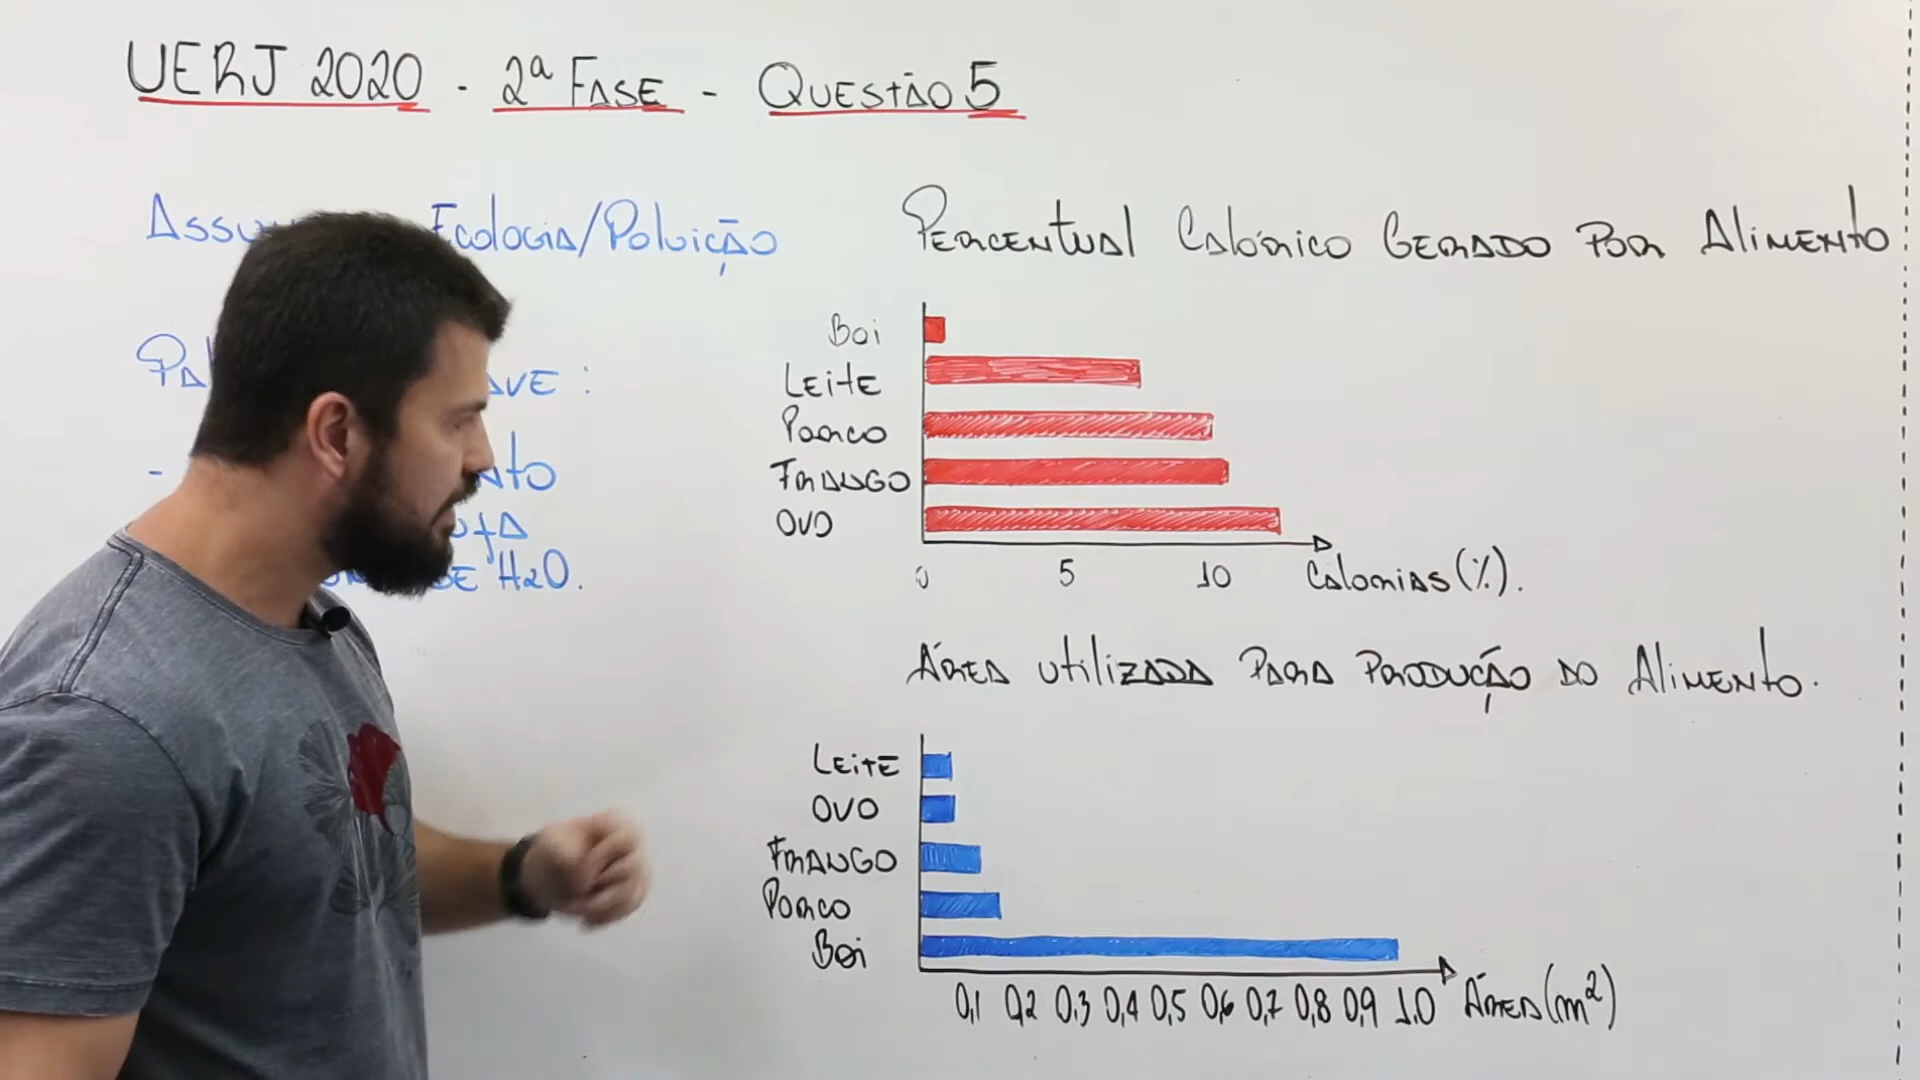 UERJ 2020 - 2ª FASE - QUESTÃO 5
ECOLOGIA/POLUIÇÃO
DE H2O.
PERCENTUAL CALÓRICO GERADO POR ALIMENTO
BOI
LEITE
PORCO
FRANGO
OVO
0 5 10 CALORIAS (%).
ÁREA UTILIZADA PARA PRODUÇÃO DO ALIMENTO.
LEITE
OVO
FRANGO
PORCO
BOI
0,1 0,2 0,3 0,4 0,5 0,6 0,7 0,8 0,9 1.0 ÁREA (m²)